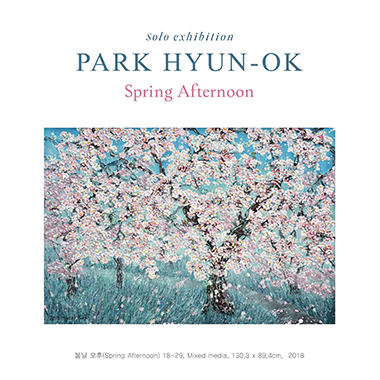 Solo exhibition
PARK HYUN-OK
Spring Afternoon
봄날 오후(Spring Afternoon) 18-29, Mixed media, 130,3 x 89,4cm, 2018